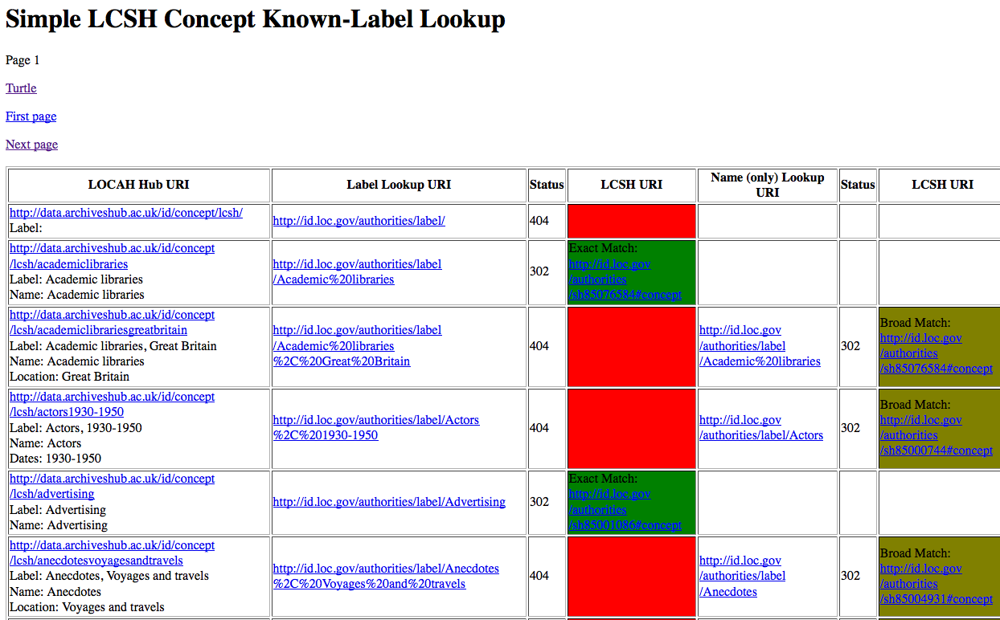 Simple LCSH Concept Known-Label Lookup
Page 1
Turtle
First page
Next page
LOCAH Hub URI
Label Lookup URI
Status
LCSH URI
Name (only) Lookup
URI
Status
LCSH URI
http://data.archiveshub.ac.uk/id/concept/lcsh/
Label:
http://id.loc.gov/authorities/label/
404
http://data.archiveshub.ac.uk/id/concept
/lcsh/academiclibraries
Label: Academic libraries
Name: Academic libraries
http://id.loc.gov/authorities/label
/Academic%20libraries
302
Exact Match:
http://id.loc.gov
/authorities
/sh85076584#concept
http://data.archiveshub.ac.uk/id/concept
/lcsh/academiclibrariesgreatbritain
Label: Academic libraries, Great Britain
Name: Academic libraries
Location: Great Britain
http://id.loc.gov/authorities/label
/Academic%20libraries
%2C%20Great%20Britain
404
http://id.loc.gov
/authorities/label
/Academic%20libraries
302
Broad Match:
http://id.loc.gov
/authorities
/sh85076584#concept
http://data.archiveshub.ac.uk/id/concept
/lcsh/actors1930-1950
Label: Actors, 1930-1950
Name: Actors
Dates: 1930-1950
http://id.loc.gov/authorities/label/Actors
%2C%201930-1950
404
http://id.loc.gov
/authorities/label/Actors
302
Broad Match:
http://id.loc.gov
/authorities
/sh85000744#concept
http://data.archiveshub.ac.uk/id/concept
/lcsh/advertising
Label: Advertising
Name: Advertising
http://id.loc.gov/authorities/label/Advertising
302
Exact Match:
http://id.loc.gov
/authorities
/sh85001086#concept
http://data.archiveshub.ac.uk/id/concept
/lcsh/anecdotesvoyagesandtravels
Label: Anecdotes, Voyages and travels
Name: Anecdotes
Location: Voyages and travels
http://id.loc.gov/authorities/label/Anecdotes
%2C%20Voyages%20and%20travels
404
http://id.loc.gov
/authorities/label
/Anecdotes
302
Broad Match:
http://id.loc.gov
/authorities
/sh85004931#concept